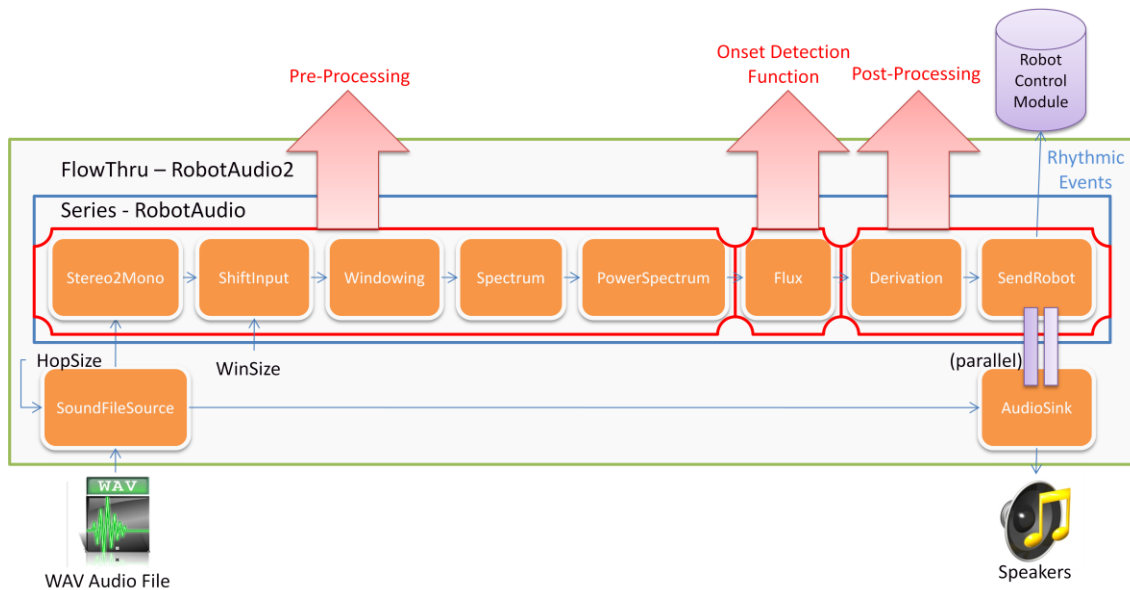 Pre-Processing
Onset Detection
Function
Post-Processing
Robot
Control
Module
FlowThru – RobotAudio2
Rhythmic
Events
Series - RobotAudio
Stereo2Mono
ShiftInput
Windowing
Spectrum
PowerSpectrum
Flux
Derivation
SendRobot
HopSize
WinSize
(parallel)
SoundFileSource
AudioSink
WAV
WAV Audio File
Speakers